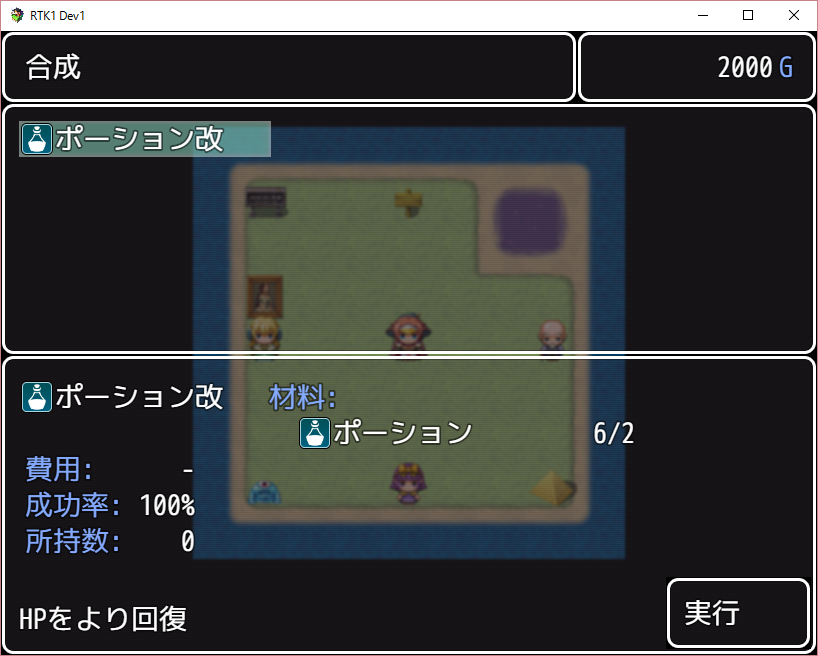 RTK1 Dev1
合成
2000 G
ポーション改
ポーション改
材料:
ポーション 6/2
費用: -
成功率: 100%
所持数: 0
HPをより回復
実行